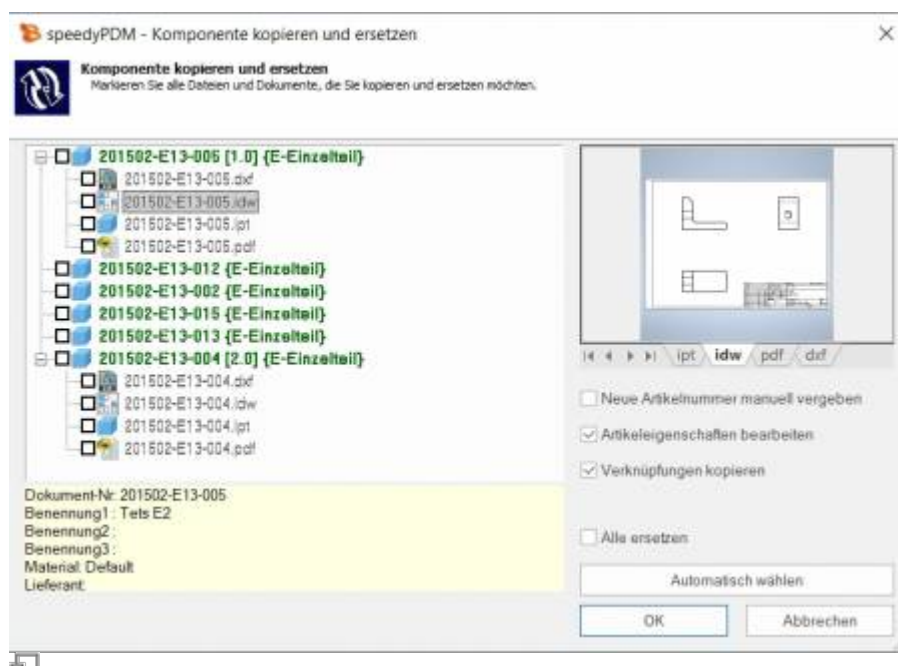 speedyPDM - Komponente kopieren und ersetzen
Komponente kopieren und ersetzen
Markieren Sie alle Dateien und Dokumente, die Sie kopieren und ersetzen möchten.
201502-E13-005 [1.0] {E-Einzelteil}
201502-E13-005.dxf
201502-E13-005.idw
201502-E13-005.ipt
201502-E13-005.pdf
201502-E13-012 {E-Einzelteil}
201502-E13-002 {E-Einzelteil}
201502-E13-015 {E-Einzelteil}
201502-E13-013 {E-Einzelteil}
201502-E13-004 [2.0] {E-Einzelteil}
201502-E13-004.dxf
201502-E13-004.idw
201502-E13-004.ipt
201502-E13-004.pdf
Dokument-Nr: 201502-E13-005
Benennung1 : Tets E2
Benennung2 :
Benennung3 :
Material: Default
Lieferant:
ipt idw pdf dxf
Neue Artikelnummer manuell vergeben
Artikeleigenschaften bearbeiten
Verknüpfungen kopieren
Alle ersetzen
Automatisch wählen
OK Abbrechen